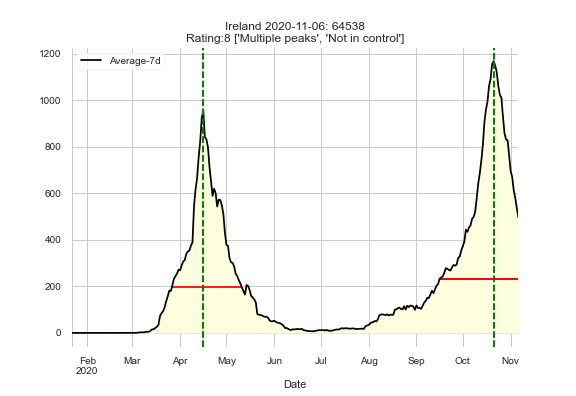 Ireland 2020-11-06: 64538
Rating:8 ['Multiple peaks', 'Not in control']
Average-7d
1200
1000
800
600
400
200
0
Feb Mar Apr May Jun Jul Aug Sep Oct Nov
2020
Date